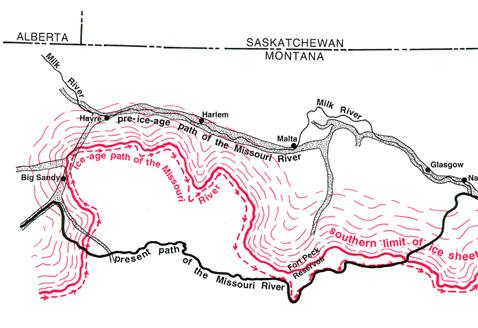 ALBERTA
SASKATCHEWAN
MONTANA
Milk River
Milk River
Havre
Harlem
pre-ice-age path of the Missouri River
Malta
Glasgow
Na
ice-age path of the Missouri River
Big Sandy
southern limit of ice sheet
Fort Peck
Reservoir
present path
of the Missouri River